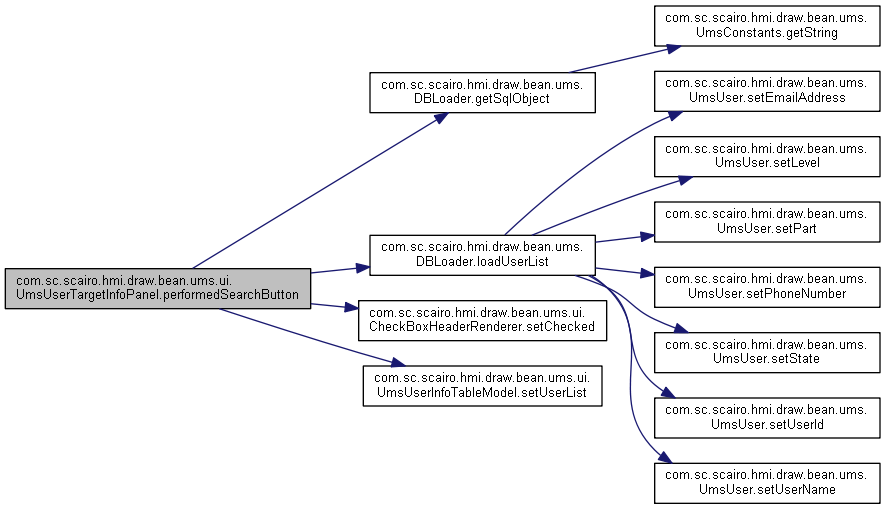 com.sc.scairo.hmi.draw.bean.ums.ui.
UmsUserTargetInfoPanel.performedSearchButton
com.sc.scairo.hmi.draw.bean.ums.
DBLoader.getSqlObject
com.sc.scairo.hmi.draw.bean.ums.
DBLoader.loadUserList
com.sc.scairo.hmi.draw.bean.ums.ui.
CheckBoxHeaderRenderer.setChecked
com.sc.scairo.hmi.draw.bean.ums.ui.
UmsUserInfoTableModel.setUserList
com.sc.scairo.hmi.draw.bean.ums.
UmsConstants.getString
com.sc.scairo.hmi.draw.bean.ums.
UmsUser.setEmailAddress
com.sc.scairo.hmi.draw.bean.ums.
UmsUser.setLevel
com.sc.scairo.hmi.draw.bean.ums.
UmsUser.setPart
com.sc.scairo.hmi.draw.bean.ums.
UmsUser.setPhoneNumber
com.sc.scairo.hmi.draw.bean.ums.
UmsUser.setState
com.sc.scairo.hmi.draw.bean.ums.
UmsUser.setUserId
com.sc.scairo.hmi.draw.bean.ums.
UmsUser.setUserName